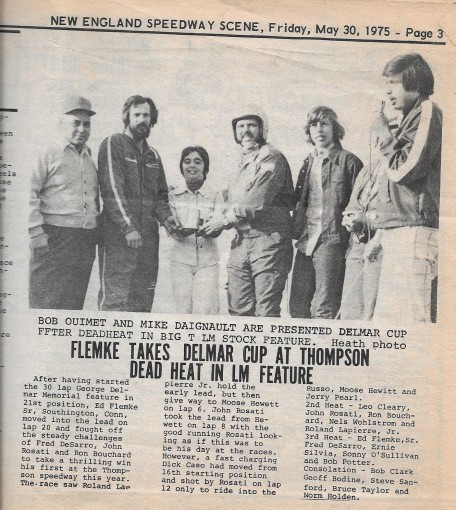 NEW ENGLAND SPEEDWAY SCENE, Friday, May 30, 1975 - Page 3
BOB OUIMET AND MIKE DAIGNAULT ARE PRESENTED DELMAR CUP
FFTER DEADHEAT IN BIG T LM STOCK FEATURE. Heath photo
FLEMKE TAKES DELMAR CUP AT THOMPSON
DEAD HEAT IN LM FEATURE
After having started
the 30 lap George Del-
mar Memorial feature in
21st position, Ed Flemke
Sr, Southington, Conn,
moved into the lead on
lap 20 and fought off
the steady challenges
of Fred DeSarro, John
Rosati and Ron Bouchard
to take a thrilling win
his first at the Thomp-
son speedway this year.
The race saw Roland Lap
pierre Jr. hold the
early lead, but then
give way to Moose Hewett
on lap 6. John Rosati
took the lead from He-
wett on lap 8 with the
good running Rosati look-
ing as if this was to
be his day at the races.
However, a fast charging
Dick Caso had moved from
16th starting position
and shot by Rosati on lap
12 only to ride into the
Russo, Moose Hewitt and
Jerry Pearl.
2nd Heat - Leo Cleary,
John Rosati, Ron Bouch-
ard, Nels Wohlstrom and
Roland Lapierre, Jr.
3rd Heat - Ed Flemke,Sr.
Fred DesSarro, Ernie
Silvia, Sonny O'Sullivan
and Bob Potter.
Consolation - Bob Clark
Geoff Bodine, Steve San-
ford, Bruce Taylor and
Norm Holden.